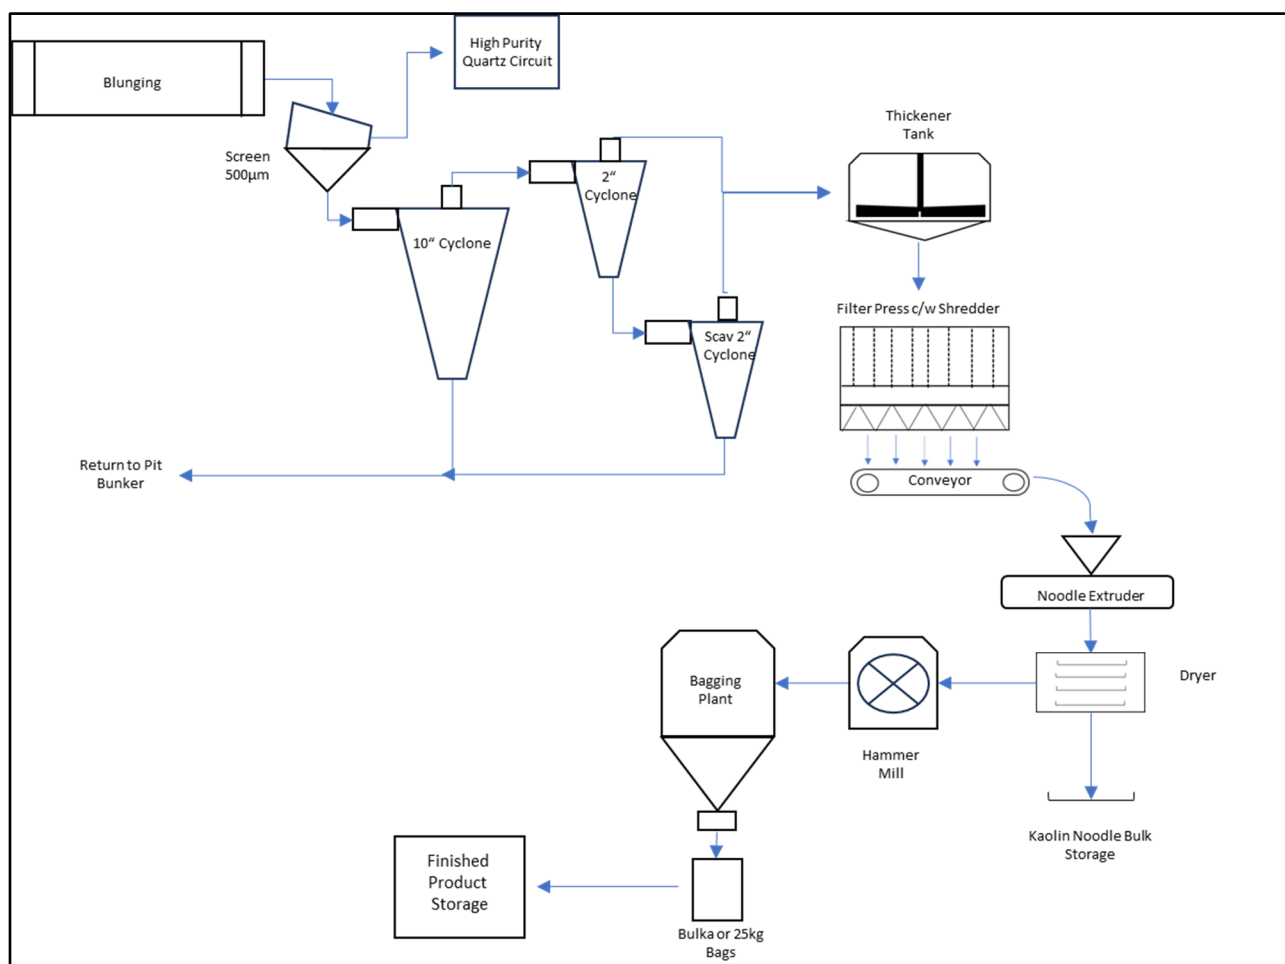 Blunging
High Purity
Quartz Circuit
Screen
500µm
10“ Cyclone
2“
Cyclone
Scav 2“
Cyclone
Thickener
Tank
Filter Press c/w Shredder
Conveyor
Return to Pit
Bunker
Noodle Extruder
Dryer
Bagging
Plant
Hammer
Mill
Kaolin Noodle Bulk
Storage
Finished
Product
Storage
Bulka or 25kg
Bags